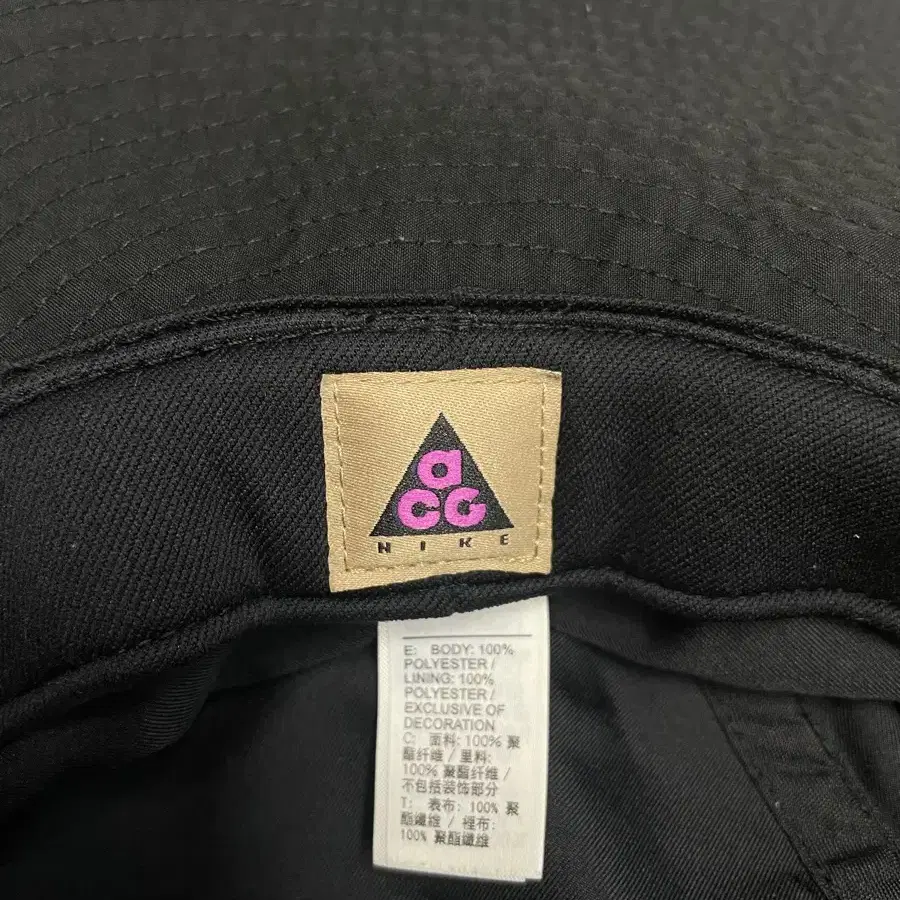 a
CG
NIKE
E: BODY: 100%
POLYESTER /
LINING: 100%
POLYESTER /
EXCLUSIVE OF
DECORATION
C: 面料: 100% 聚
酯纤维 / 里料:
100% 聚酯纤维 /
不包括装饰部分
T: 表布: 100% 聚
酯纖維 / 裡布:
100% 聚酯纖維